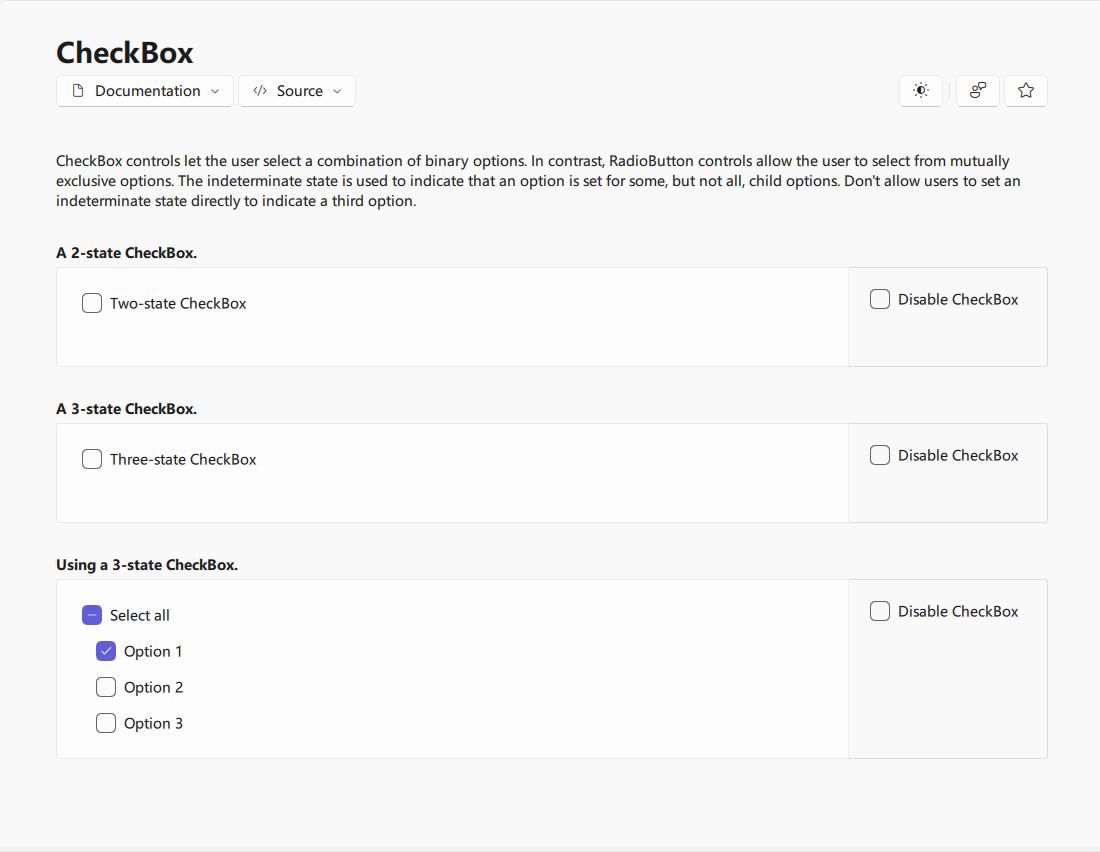 CheckBox
Documentation
Source
CheckBox controls let the user select a combination of binary options. In contrast, RadioButton controls allow the user to select from mutually
exclusive options. The indeterminate state is used to indicate that an option is set for some, but not all, child options. Don't allow users to set an
indeterminate state directly to indicate a third option.
A 2-state CheckBox.
Two-state CheckBox
Disable CheckBox
A 3-state CheckBox.
Three-state CheckBox
Disable CheckBox
Using a 3-state CheckBox.
Select all
Disable CheckBox
Option 1
Option 2
Option 3